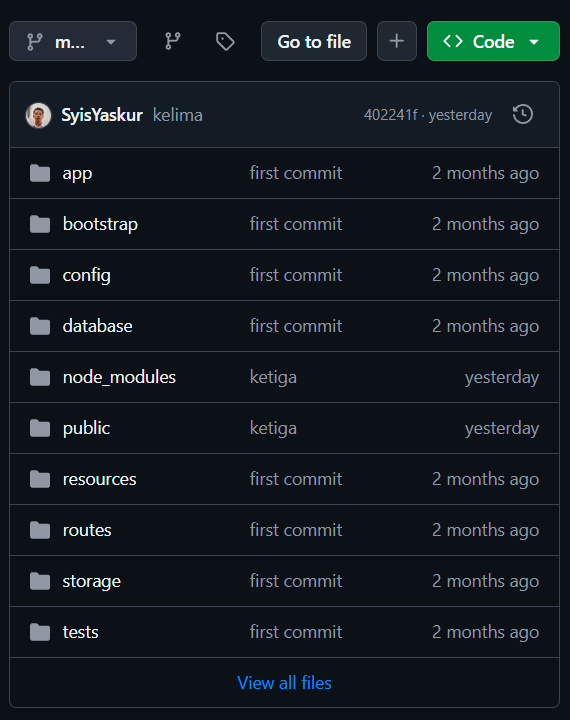 m... Go to file Code
SyisYaskur kelima 402241f · yesterday
app first commit 2 months ago
bootstrap first commit 2 months ago
config first commit 2 months ago
database first commit 2 months ago
node_modules ketiga yesterday
public ketiga yesterday
resources first commit 2 months ago
routes first commit 2 months ago
storage first commit 2 months ago
tests first commit 2 months ago
View all files